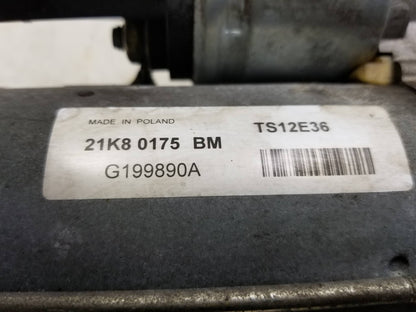 MADE IN POLAND
TS12E36
21K8 0175 BM
G199890A